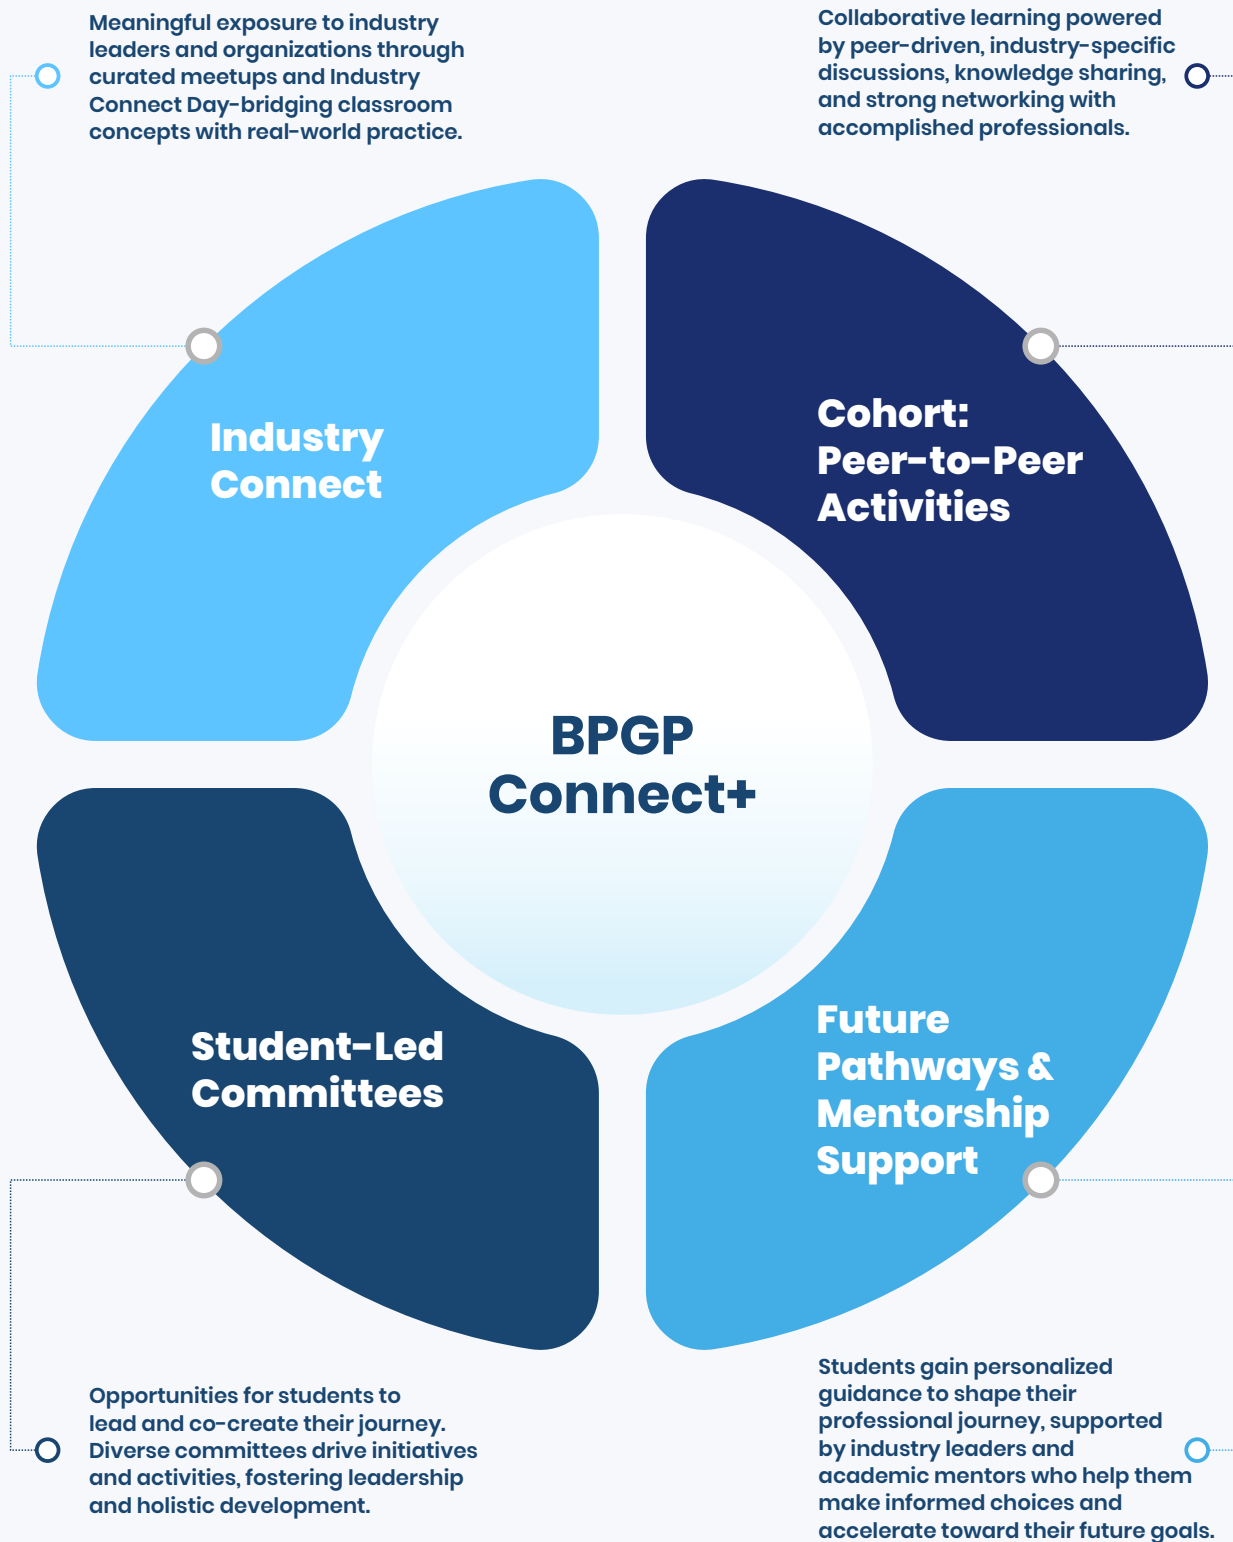 Meaningful exposure to industry
leaders and organizations through
curated meetups and Industry
Connect Day-bridging classroom
concepts with real-world practice.
Collaborative learning powered
by peer-driven, industry-specific
discussions, knowledge sharing,
and strong networking with
accomplished professionals.
Industry
Connect
Cohort:
Peer-to-Peer
Activities
BPGP
Connect+
Student-Led
Committees
Future
Pathways &
Mentorship
Support
Opportunities for students to
lead and co-create their journey.
Diverse committees drive initiatives
and activities, fostering leadership
and holistic development.
Students gain personalized
guidance to shape their
professional journey, supported
by industry leaders and
academic mentors who help them
make informed choices and
accelerate toward their future goals.